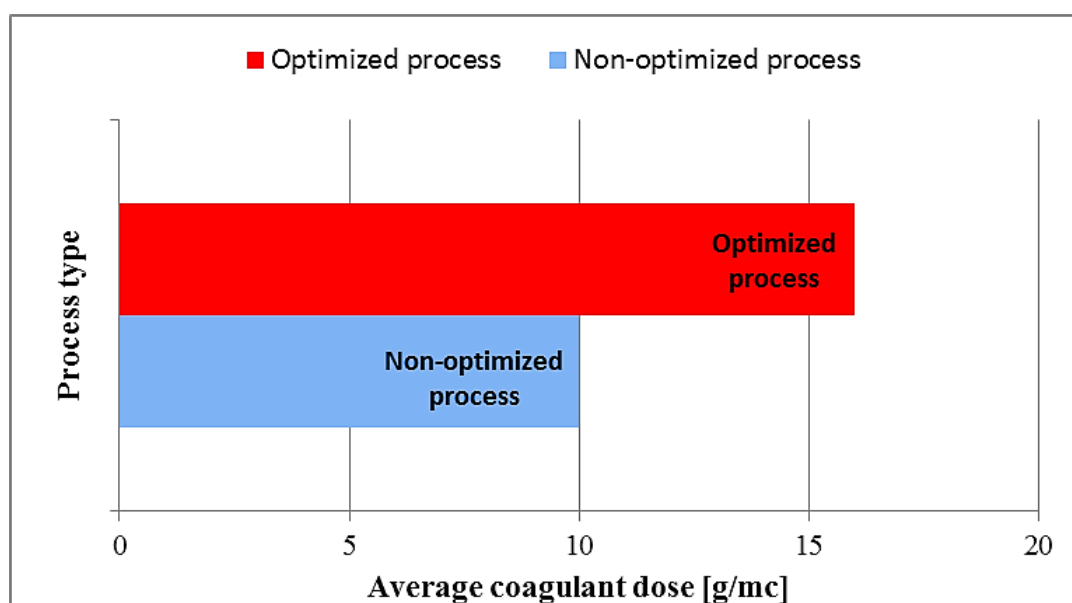 Optimized process
Non-optimized process
Process type
Optimized
process
Non-optimized
process
0
5
10
15
20
Average coagulant dose [g/mc]